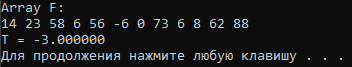 Array F:
14 23 58 6 56 -6 0 73 6 8 62 88
T = -3.000000
Для продолжения нажмите любую клавишу . . .